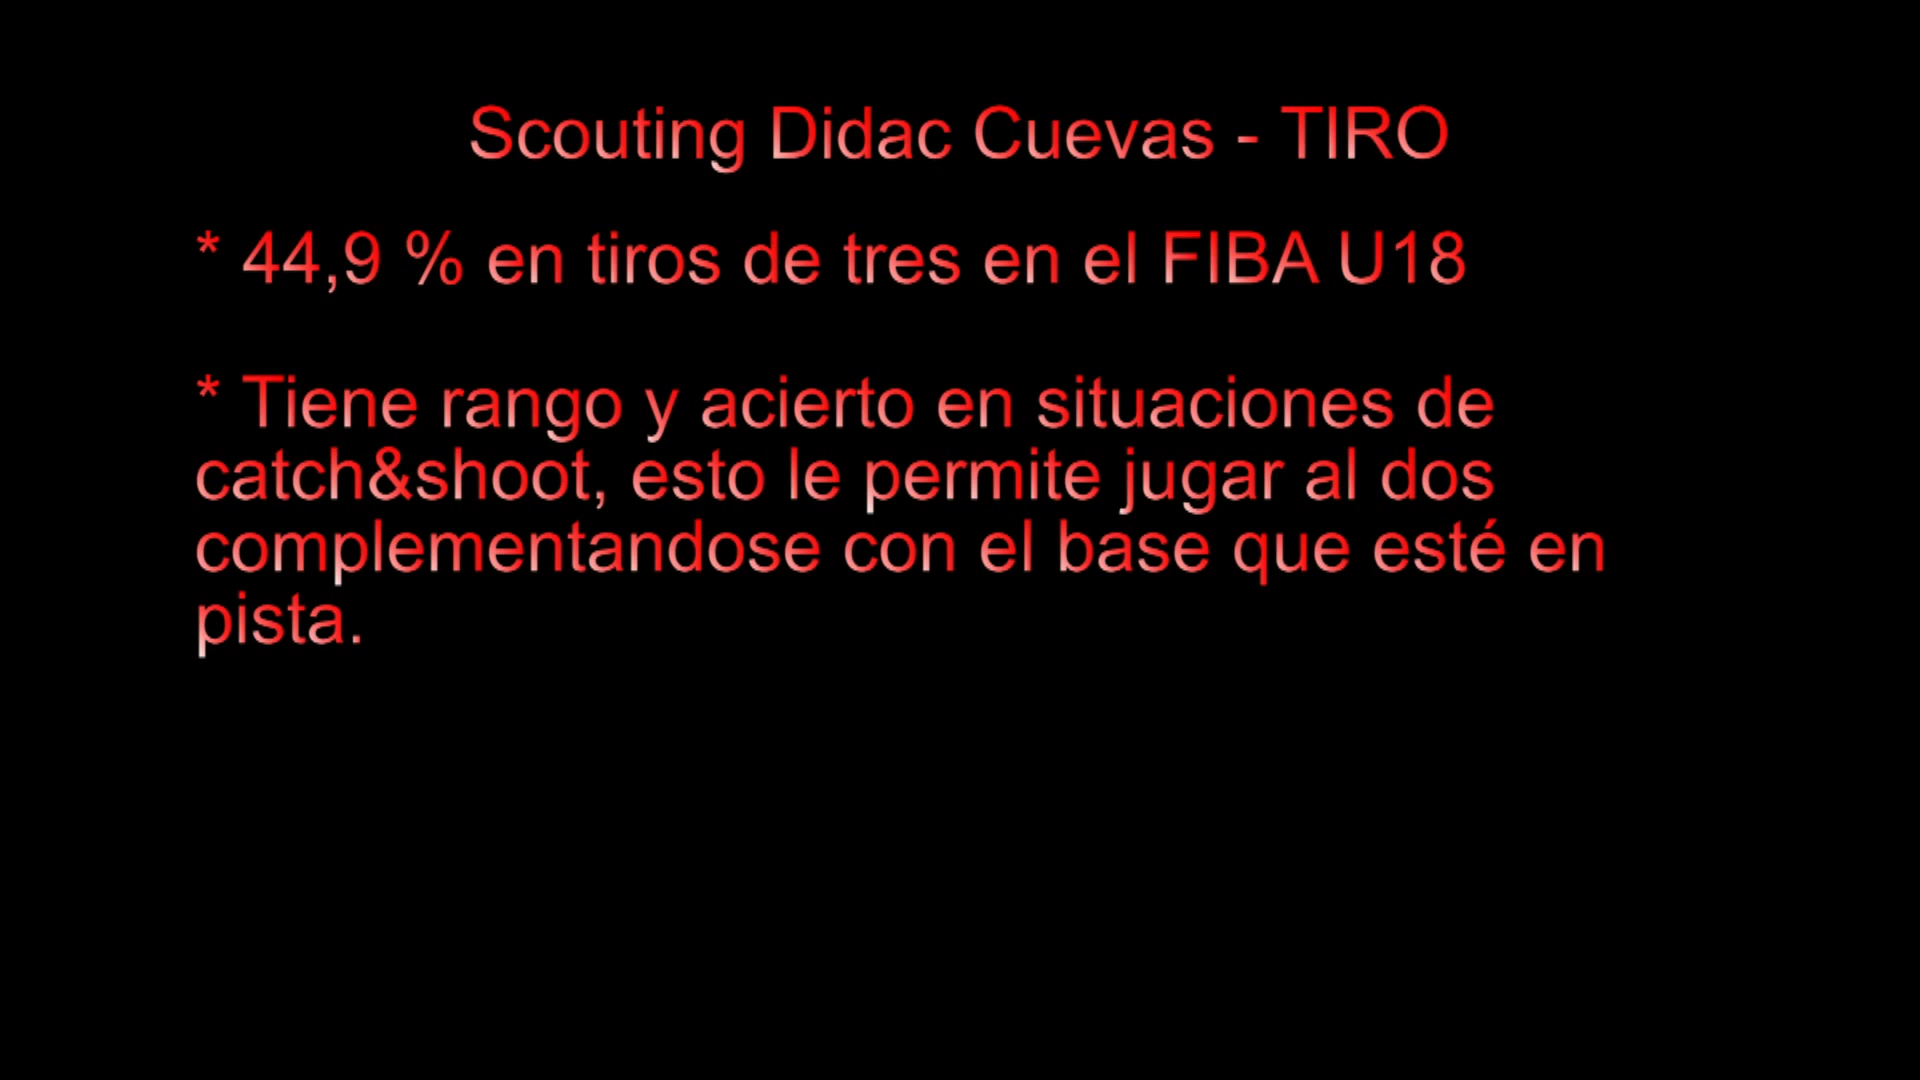 Scouting Didac Cuevas - TIRO
* 44,9 % en tiros de tres en el FIBA U18
* Tiene rango y acierto en situaciones de
catch&shoot, esto le permite jugar al dos
complementandose con el base que esté en
pista.